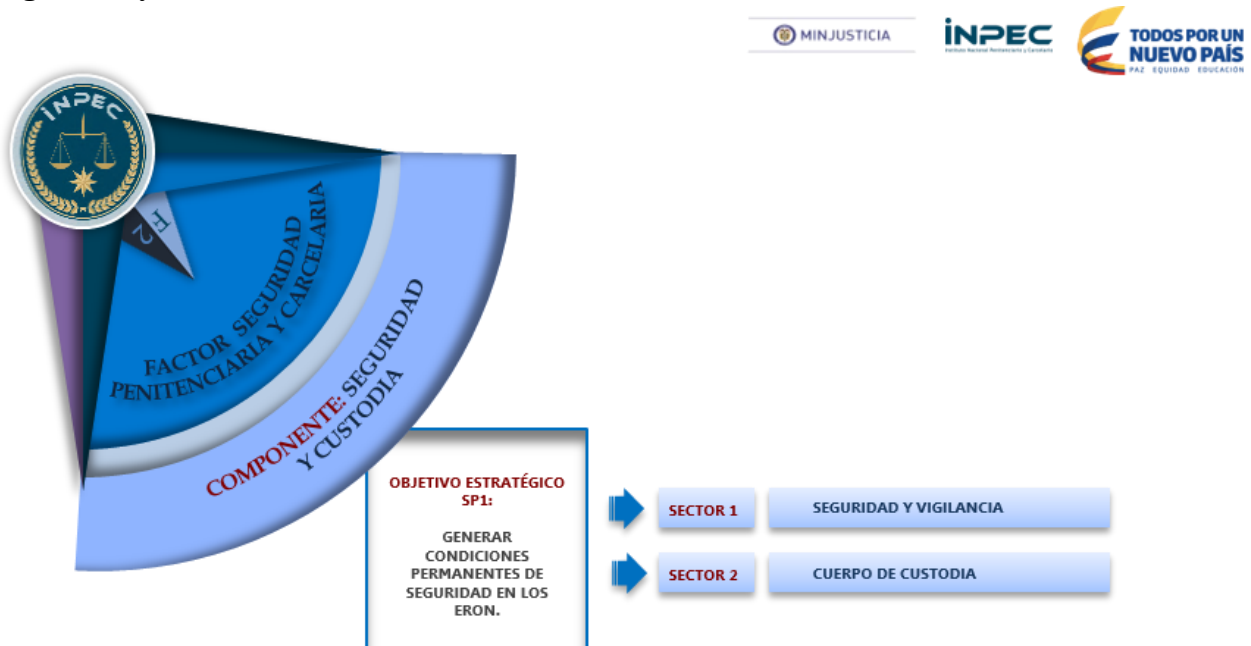 MINJUSTICIA
INPEC
TODOS POR UN
NUEVO PAÍS
PAZ EQUIDAD EDUCACIÓN
INPEC
F2
FACTOR SEGURIDAD
PENITENCIARIA Y CARCELARIA
COMPONENTE: SEGURIDAD
Y CUSTODIA
OBJETIVO ESTRATÉGICO
SP1:
GENERAR
CONDICIONES
PERMANENTES DE
SEGURIDAD EN LOS
ERON.
SECTOR 1
SEGURIDAD Y VIGILANCIA
SECTOR 2
CUERPO DE CUSTODIA